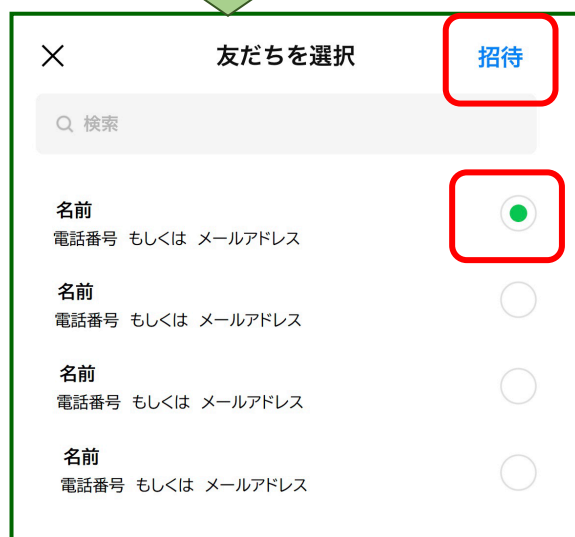 友だちを選択
招待
検索
名前
電話番号 もしくは メールアドレス
名前
電話番号 もしくは メールアドレス
名前
電話番号 もしくは メールアドレス
名前
電話番号 もしくは メールアドレス